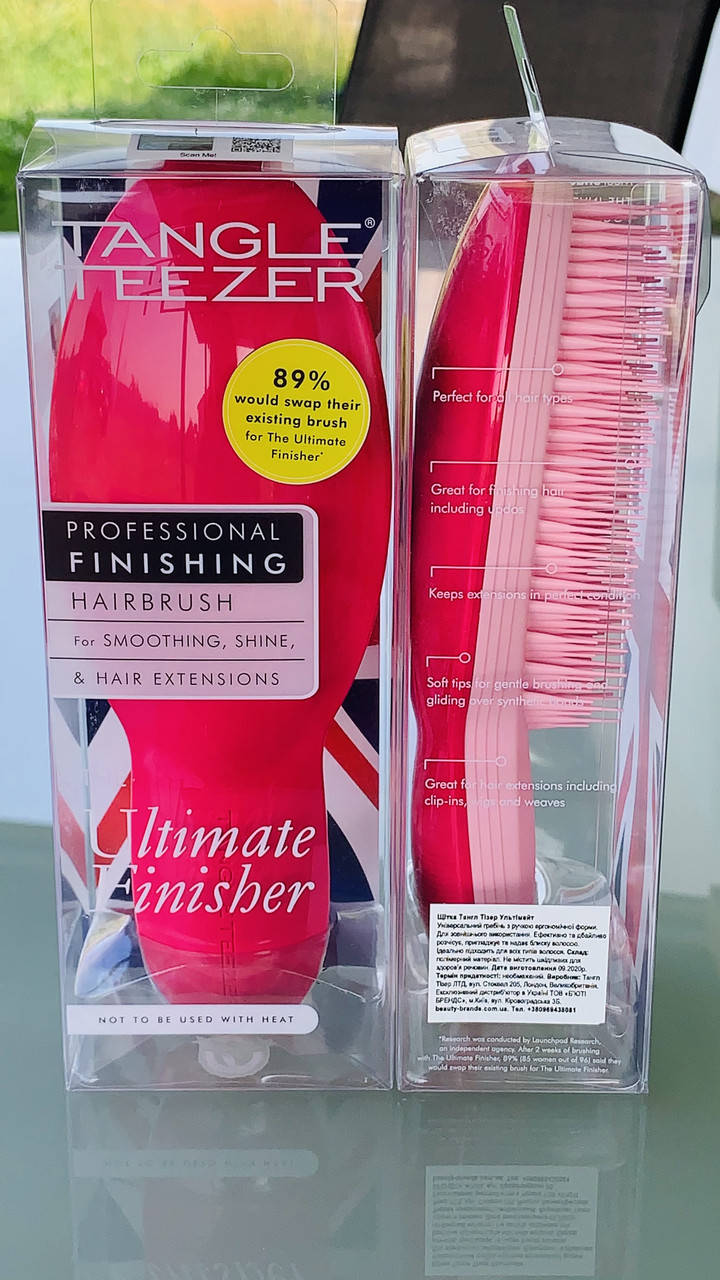 Scan Me!
TANGLE®
TEEZER
89%
would swap their
existing brush
for The Ultimate
Finisher*
PROFESSIONAL
FINISHING
HAIRBRUSH
For SMOOTHING, SHINE,
& HAIR EXTENSIONS
Ultimate
Finisher
NOT TO BE USED WITH HEAT
Perfect for all hair types
Great for finishing hair
including updos
Keeps extensions in perfect condition
Soft tips for gentle brushing and
gliding over synthetic bonds
Great for hair extensions including
clip-ins, wigs and weaves
Щітка Тангл Тізер Ультімейт
Універсальний гребінь з ручкою ергономічної форми.
Для зовнішнього використання. Ефективно та дбайливо
розчісує, пригладжує та надає блиску волоссю.
Ідеально підходить для всіх типів волосся. Склад:
полімерний матеріал. Не містить шкідливих для
здоров'я речовин. Дата виготовлення 09.2020р.
Термін придатності: необмежений. Виробник: Тангл
Тізер ЛТД, вул. Стоквел 205, Лондон, Великобританія.
Ексклюзивний дистриб'ютор в Україні ТОВ «Б'ЮТІ
БРЕНДС», м.Київ, вул. Кіровоградська 3Б.
beauty-brands.com.ua. Тел. +380969438081
*Research was conducted by Launchpad Research,
an independent agency. After 2 weeks of brushing
with The Ultimate Finisher, 89% (85 women out of 96) said they
would swap their existing brush for The Ultimate Finisher.